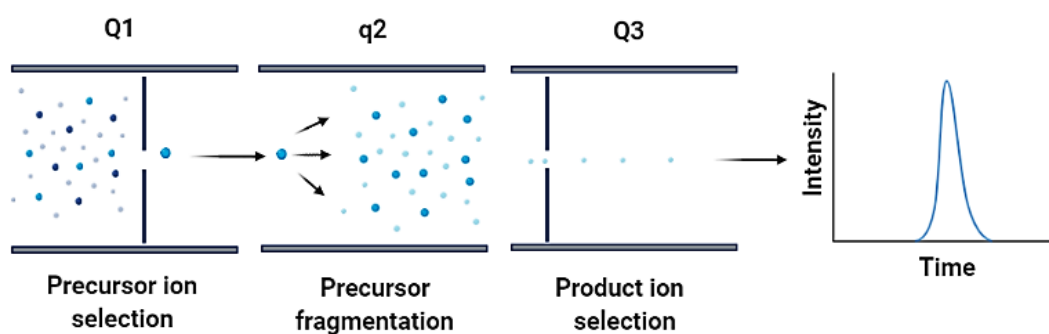 Q1
q2
Q3
Intensity
Time
Precursor ion
selection
Precursor
fragmentation
Product ion
selection